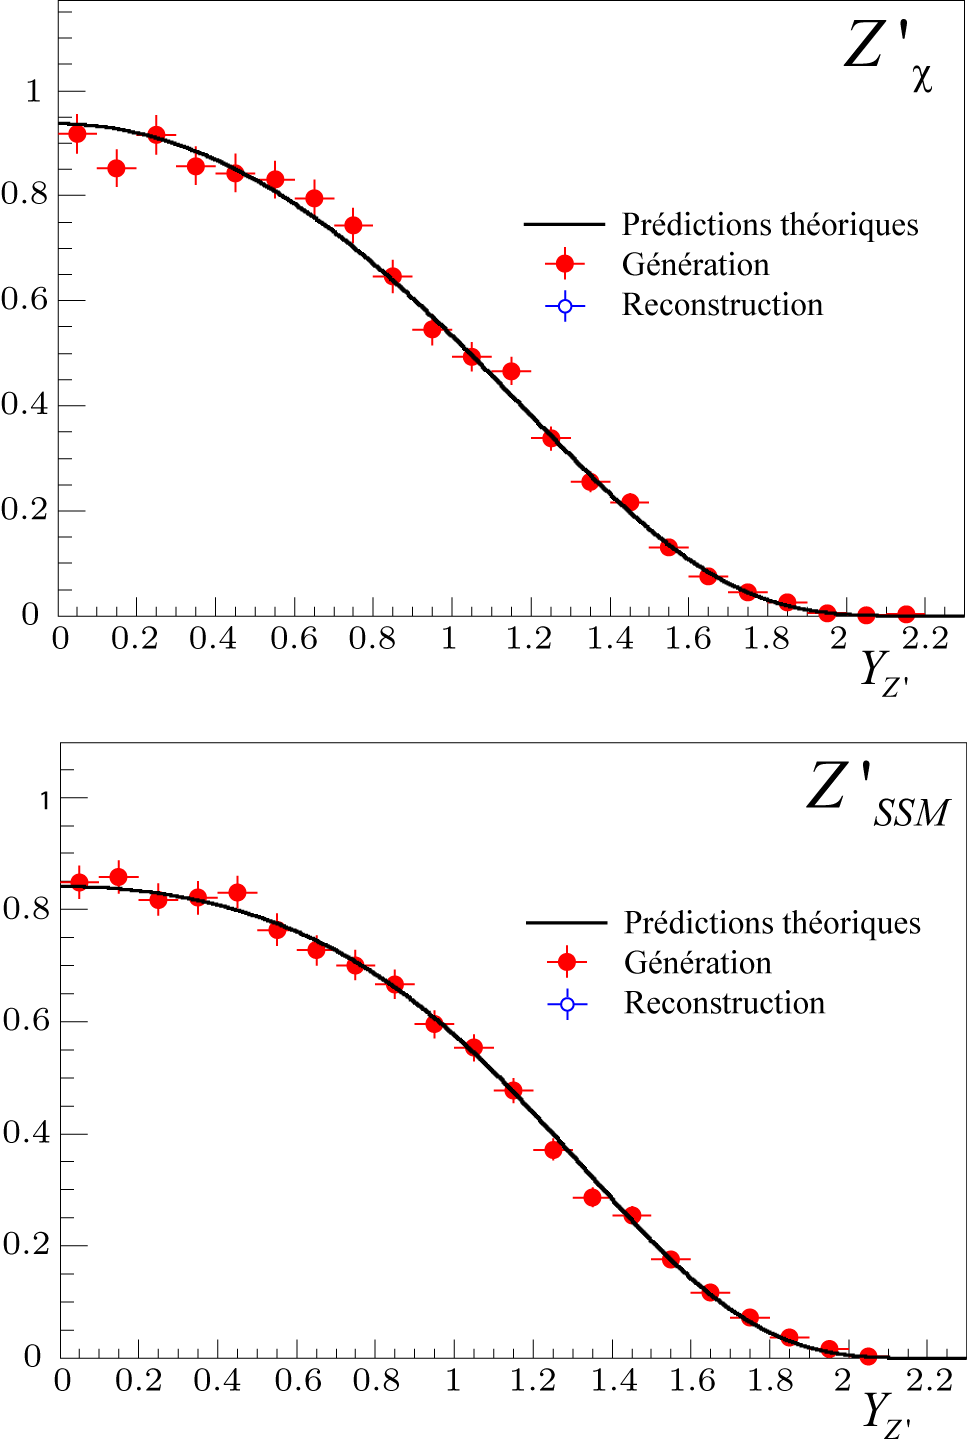 Z'χ
1
0.8
Prédictions théoriques
Génération
0.6
Reconstruction
0.4
0.2
0
0 0.2 0.4 0.6 0.8 1 1.2 1.4 1.6 1.8 2 2.2
YZ'
Z'SSM
1
0.8
Prédictions théoriques
Génération
Reconstruction
0.6
0.4
0.2
0
0 0.2 0.4 0.6 0.8 1 1.2 1.4 1.6 1.8 2 2.2
YZ'